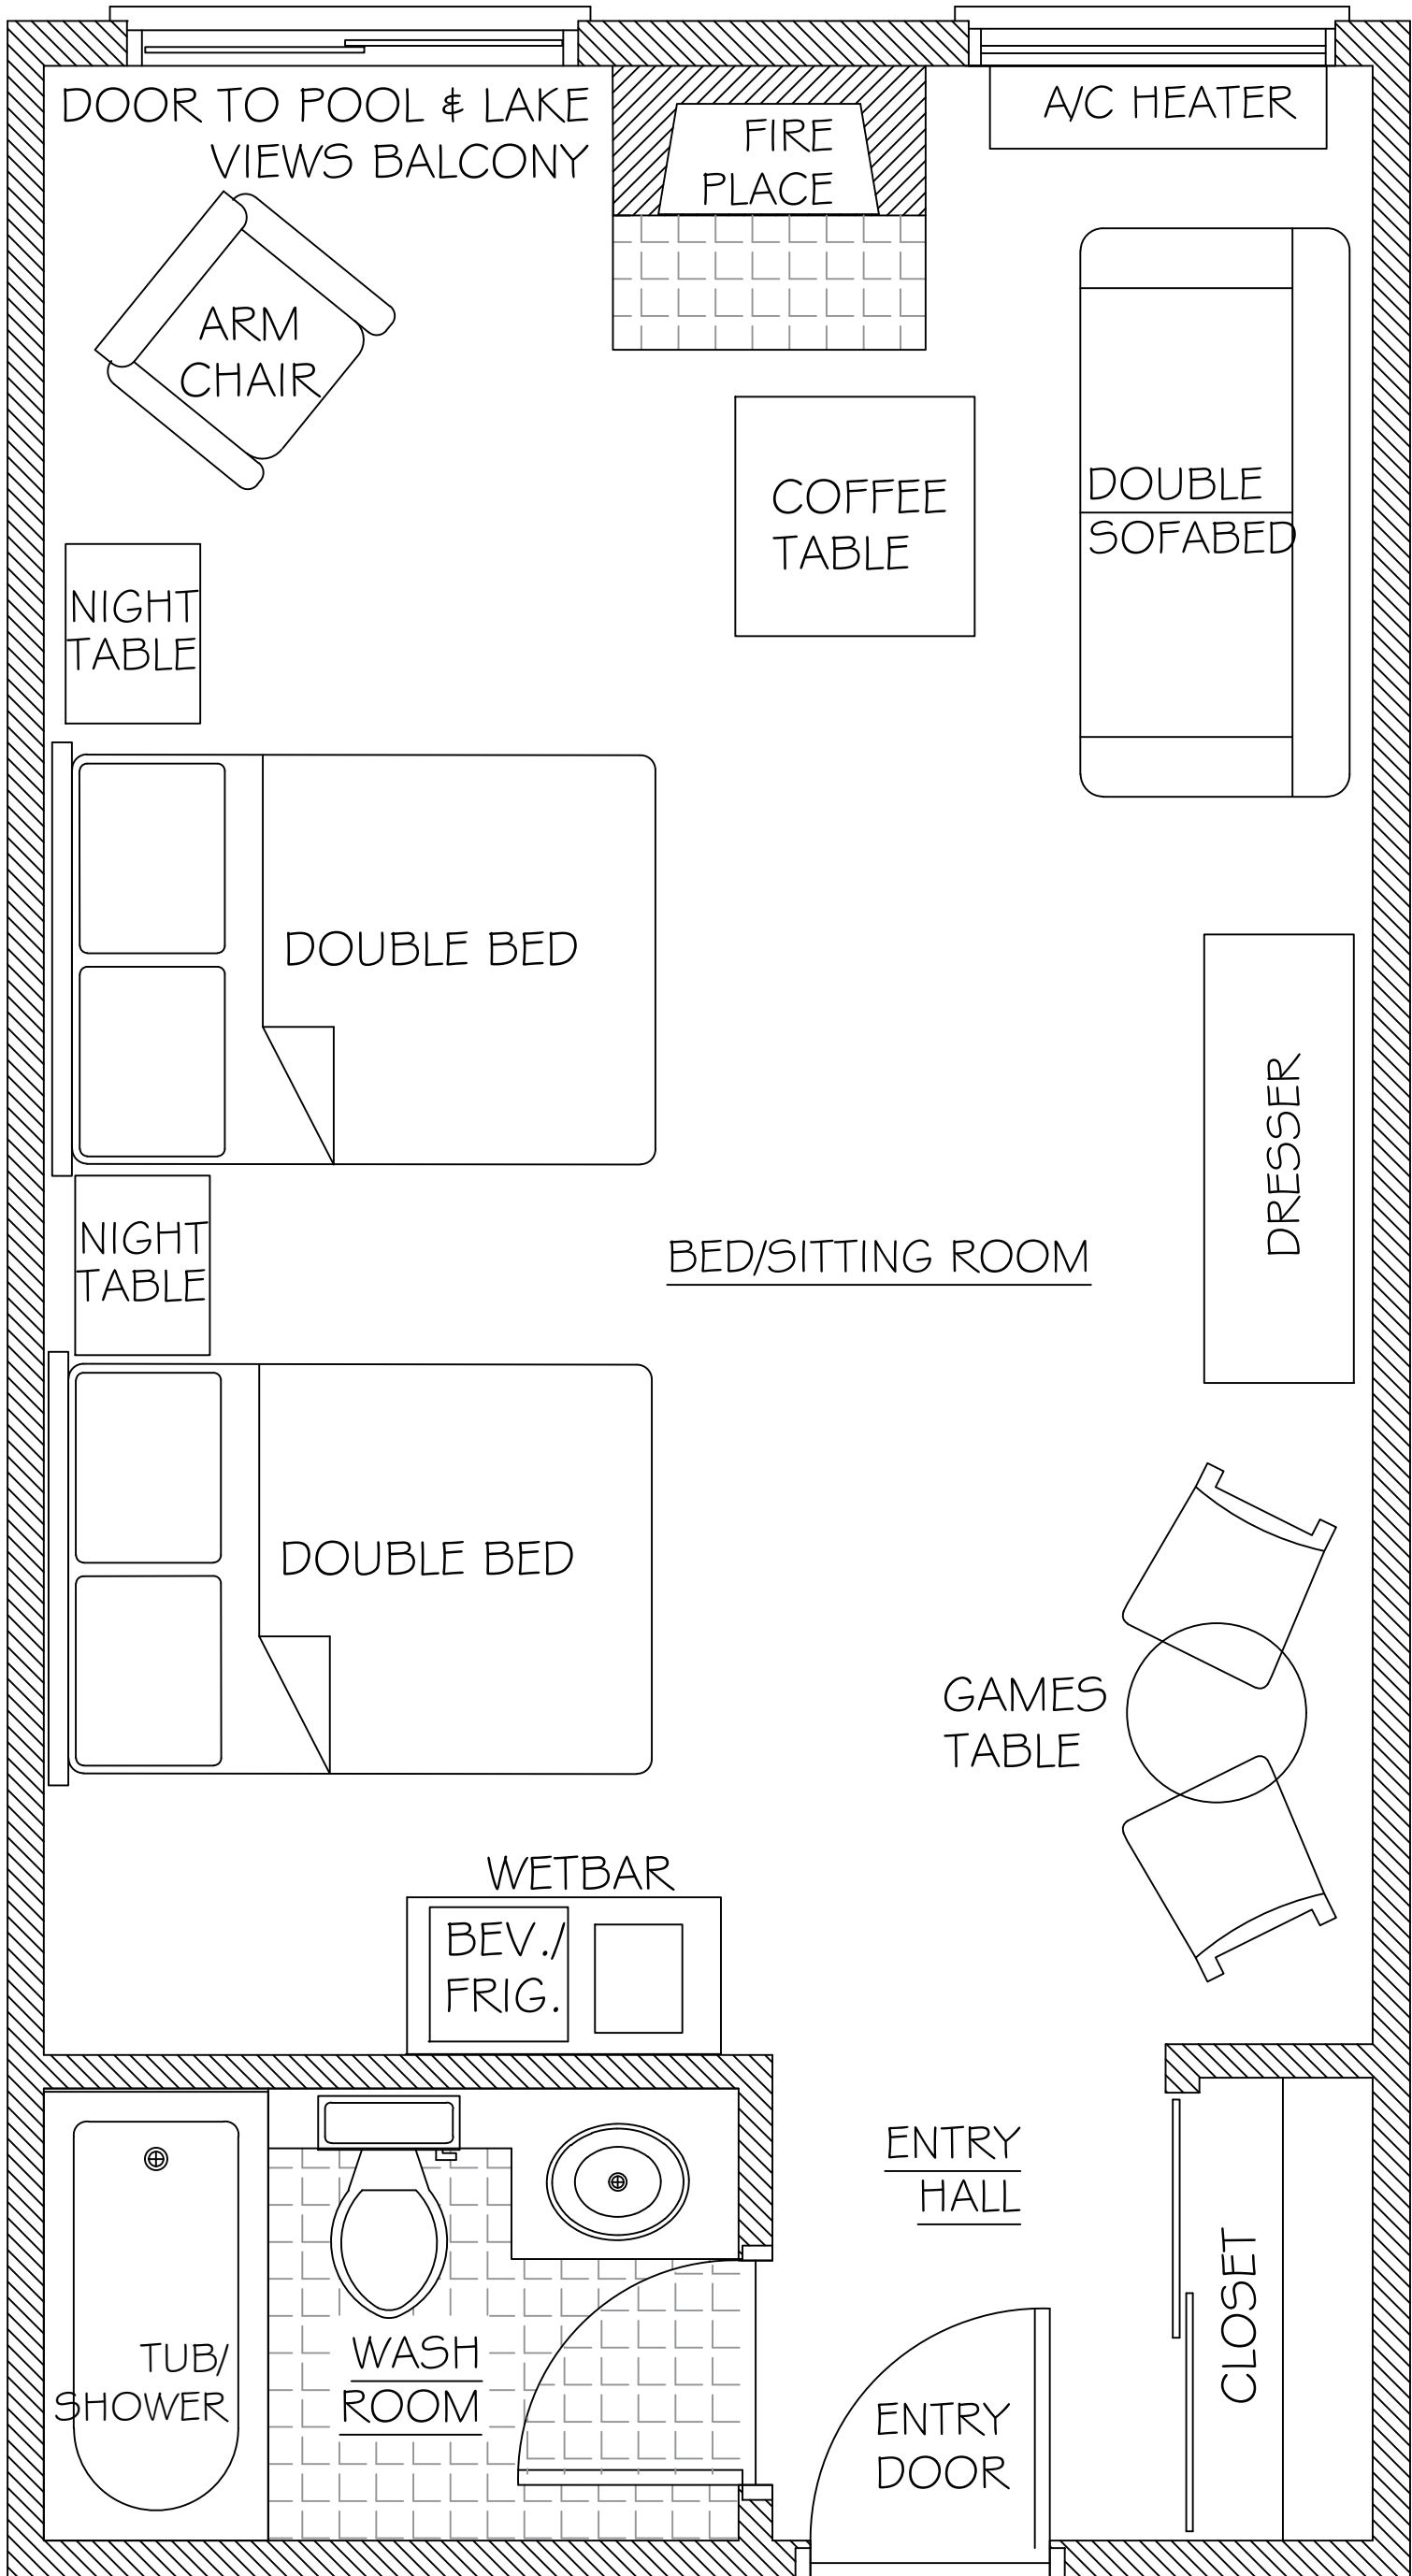 DOOR TO POOL & LAKE
VIEWS BALCONY
FIRE
PLACE
A/C HEATER
ARM
CHAIR
COFFEE
TABLE
DOUBLE
SOFABED
NIGHT
TABLE
DOUBLE BED
DRESSER
NIGHT
TABLE
BED/SITTING ROOM
DOUBLE BED
GAMES
TABLE
WETBAR
BEV./
FRIG.
ENTRY
HALL
CLOSET
TUB/
SHOWER
WASH
ROOM
ENTRY
DOOR